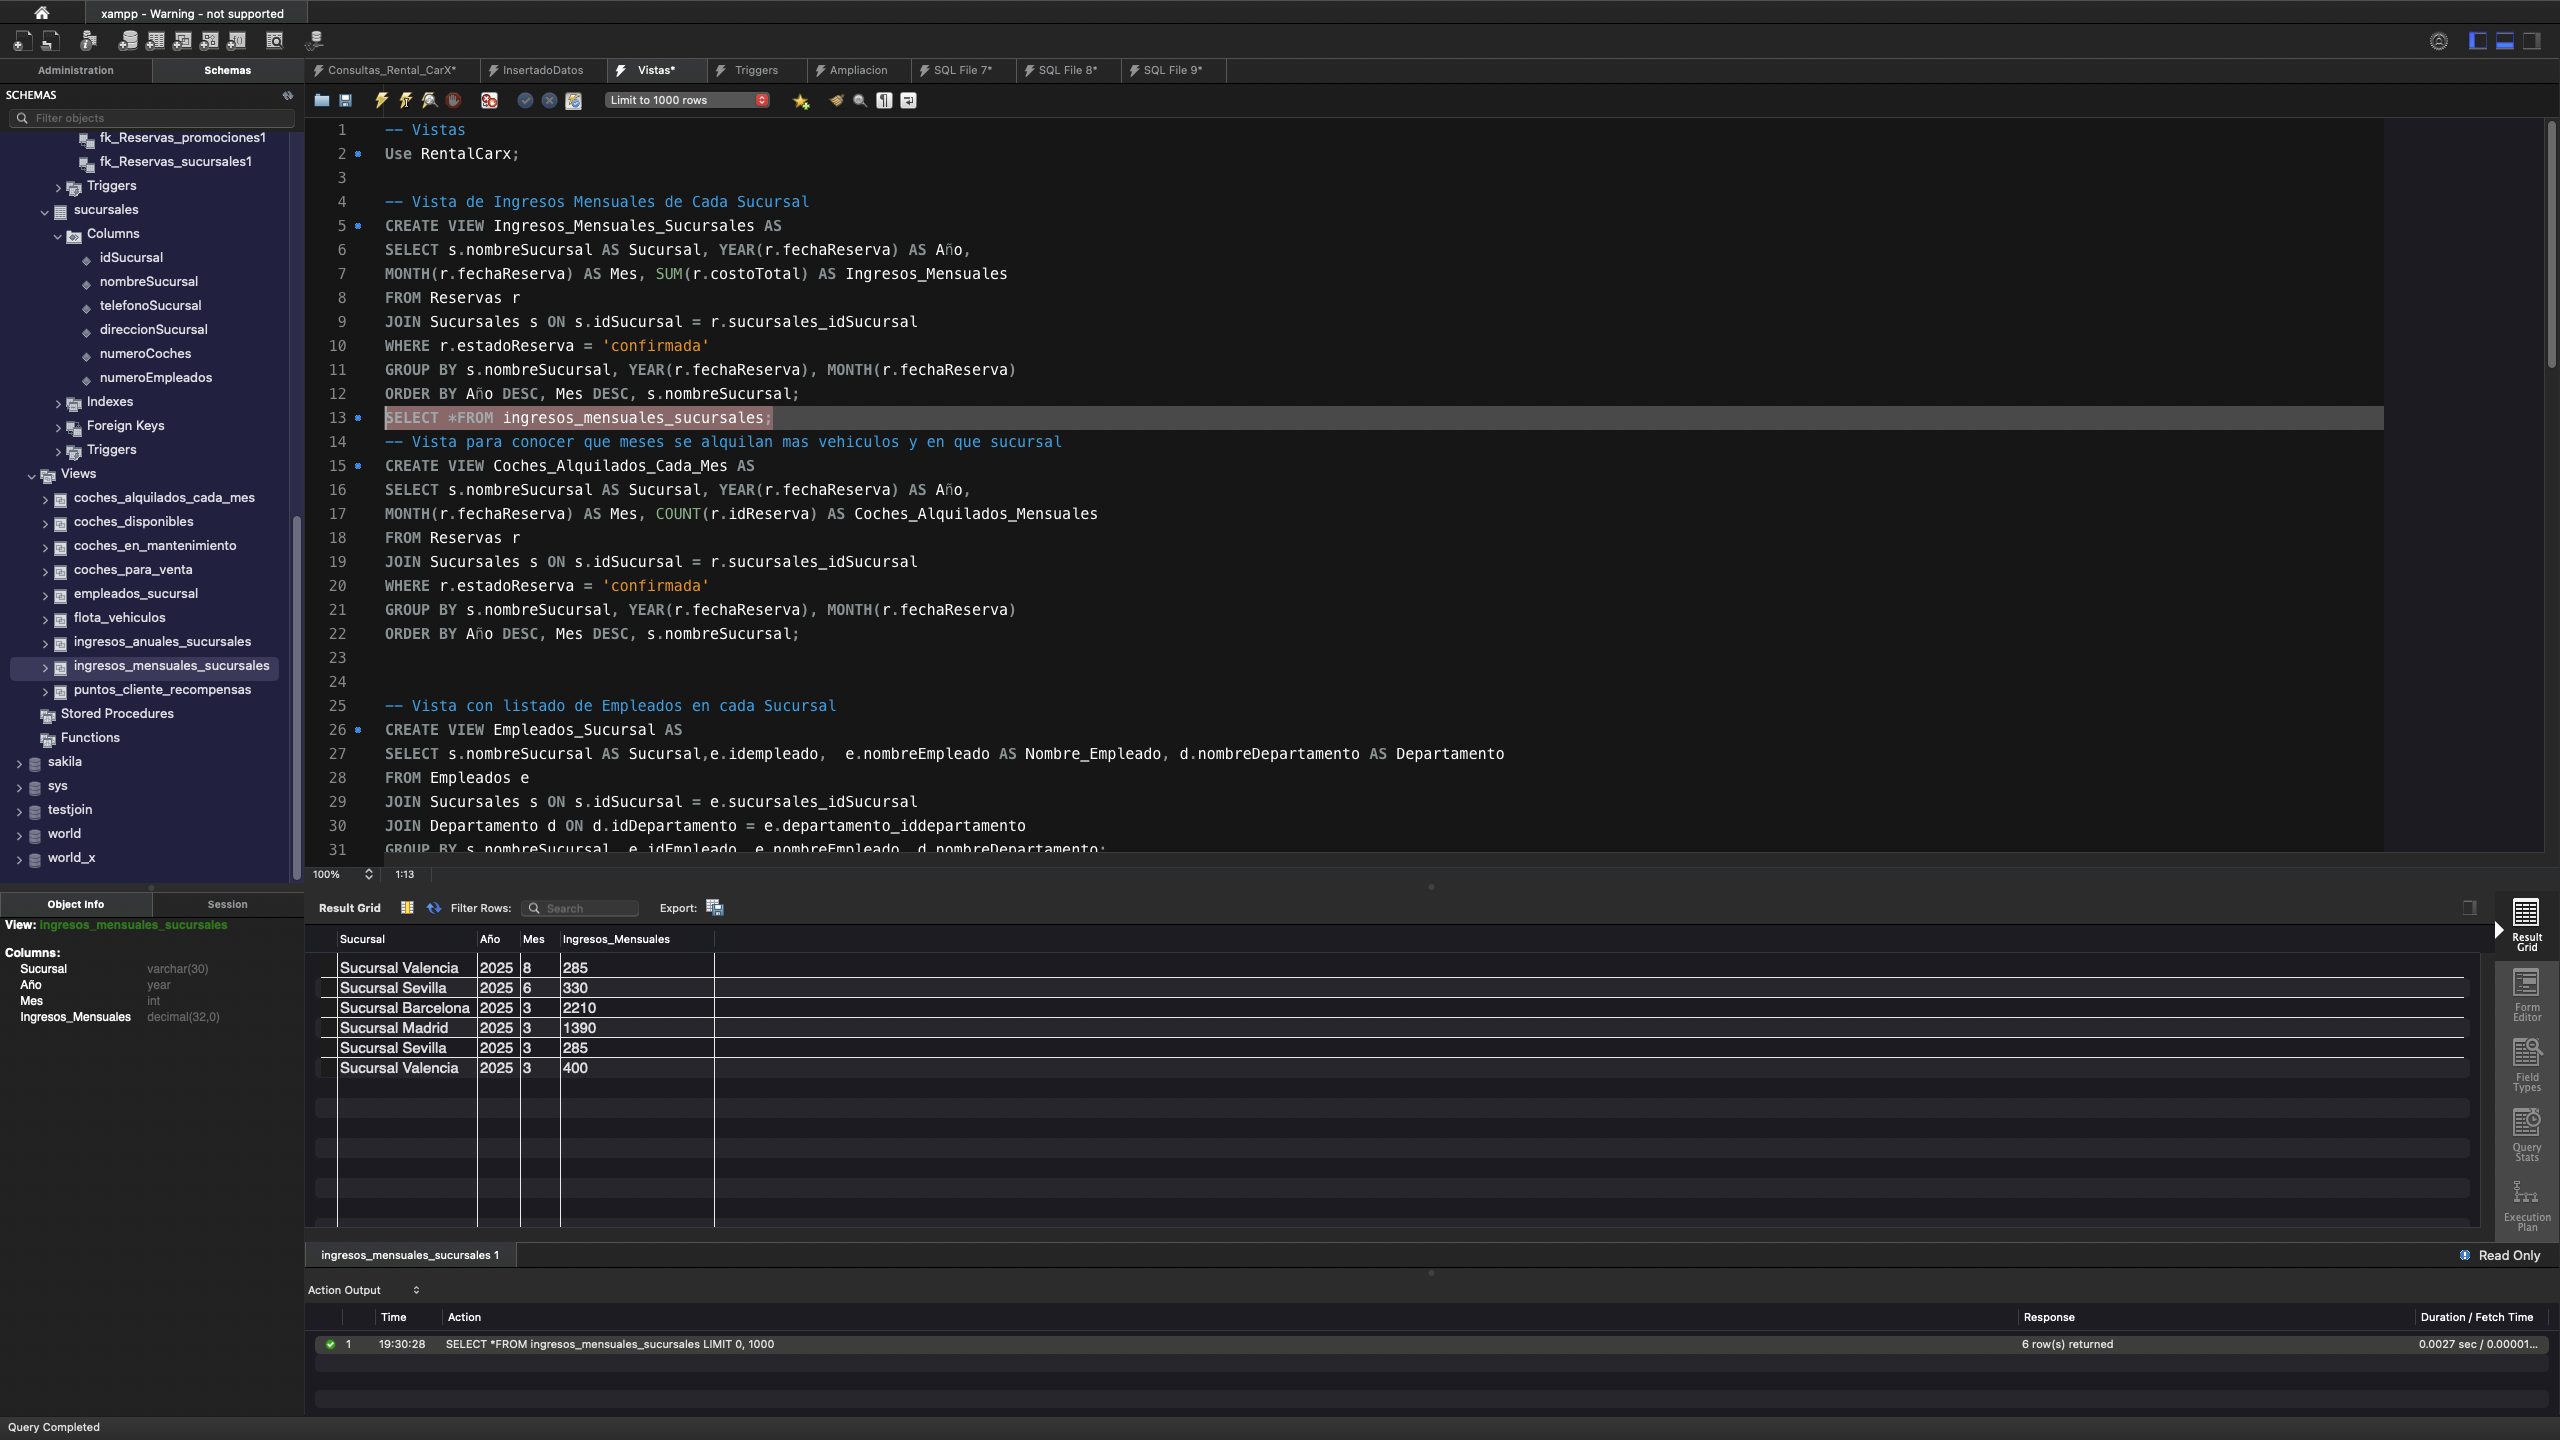 xampp - Warning - not supported
Administration
Schemas
Consultas_Rental_CarX*
InsertadoDatos
Vistas*
Triggers
Ampliacion
SQL File 7*
SQL File 8*
SQL File 9*
SCHEMAS
Filter objects
Limit to 1000 rows
fk_Reservas_promociones1
fk_Reservas_sucursales1
Triggers
sucursales
Columns
idSucursal
nombreSucursal
telefonoSucursal
direccionSucursal
numeroCoches
numeroEmpleados
Indexes
Foreign Keys
Triggers
Views
coches_alquilados_cada_mes
coches_disponibles
coches_en_mantenimiento
coches_para_venta
empleados_sucursal
flota_vehiculos
ingresos_anuales_sucursales
ingresos_mensuales_sucursales
puntos_cliente_recompensas
Stored Procedures
Functions
sakila
sys
testjoin
world
world_x
1 -- Vistas
2 Use RentalCarx;
3
4 -- Vista de Ingresos Mensuales de Cada Sucursal
5 CREATE VIEW Ingresos_Mensuales_Sucursales AS
6 SELECT s.nombreSucursal AS Sucursal, YEAR(r.fechaReserva) AS Año,
7 MONTH(r.fechaReserva) AS Mes, SUM(r.costoTotal) AS Ingresos_Mensuales
8 FROM Reservas r
9 JOIN Sucursales s ON s.idSucursal = r.sucursales_idSucursal
10 WHERE r.estadoReserva = 'confirmada'
11 GROUP BY s.nombreSucursal, YEAR(r.fechaReserva), MONTH(r.fechaReserva)
12 ORDER BY Año DESC, Mes DESC, s.nombreSucursal;
13 SELECT *FROM ingresos_mensuales_sucursales;
14 -- Vista para conocer que meses se alquilan mas vehiculos y en que sucursal
15 CREATE VIEW Coches_Alquilados_Cada_Mes AS
16 SELECT s.nombreSucursal AS Sucursal, YEAR(r.fechaReserva) AS Año,
17 MONTH(r.fechaReserva) AS Mes, COUNT(r.idReserva) AS Coches_Alquilados_Mensuales
18 FROM Reservas r
19 JOIN Sucursales s ON s.idSucursal = r.sucursales_idSucursal
20 WHERE r.estadoReserva = 'confirmada'
21 GROUP BY s.nombreSucursal, YEAR(r.fechaReserva), MONTH(r.fechaReserva)
22 ORDER BY Año DESC, Mes DESC, s.nombreSucursal;
23
24
25 -- Vista con listado de Empleados en cada Sucursal
26 CREATE VIEW Empleados_Sucursal AS
27 SELECT s.nombreSucursal AS Sucursal,e.idempleado,  e.nombreEmpleado AS Nombre_Empleado, d.nombreDepartamento AS Departamento
28 FROM Empleados e
29 JOIN Sucursales s ON s.idSucursal = e.sucursales_idSucursal
30 JOIN Departamento d ON d.idDepartamento = e.departamento_iddepartamento
31 GROUP BY s.nombreSucursal, e.idEmpleado, e.nombreEmpleado, d.nombreDepartamento;
100%
1:13
Object Info
Session
View: ingresos_mensuales_sucursales
Columns:
Sucursal varchar(30)
Año year
Mes int
Ingresos_Mensuales decimal(32,0)
Result Grid
Filter Rows:
Search
Export:
Sucursal Año Mes Ingresos_Mensuales
Sucursal Valencia 2025 8 285
Sucursal Sevilla 2025 6 330
Sucursal Barcelona 2025 3 2210
Sucursal Madrid 2025 3 1390
Sucursal Sevilla 2025 3 285
Sucursal Valencia 2025 3 400
Result
Grid
Form
Editor
Field
Types
Query
Stats
Execution
Plan
ingresos_mensuales_sucursales 1
Read Only
Action Output
Time Action Response Duration / Fetch Time
1 19:30:28 SELECT *FROM ingresos_mensuales_sucursales LIMIT 0, 1000 6 row(s) returned 0.0027 sec / 0.00001...
Query Completed